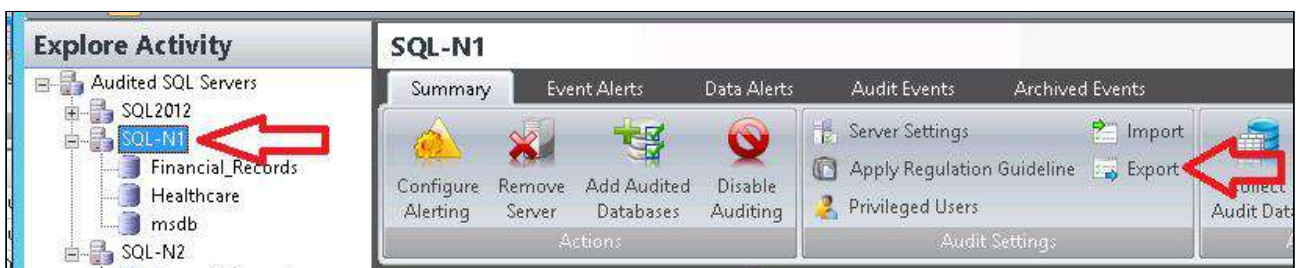 Explore Activity
Audited SQL Servers
SQL2012
SQL-N1
Financial_Records
Healthcare
msdb
SQL-N2
SQL-N1
Summary Event Alerts Data Alerts Audit Events Archived Events
Configure Alerting
Remove Server
Add Audited Databases
Disable Auditing
Actions
Server Settings
Apply Regulation Guideline
Privileged Users
Import
Export
Audit Settings
Audit